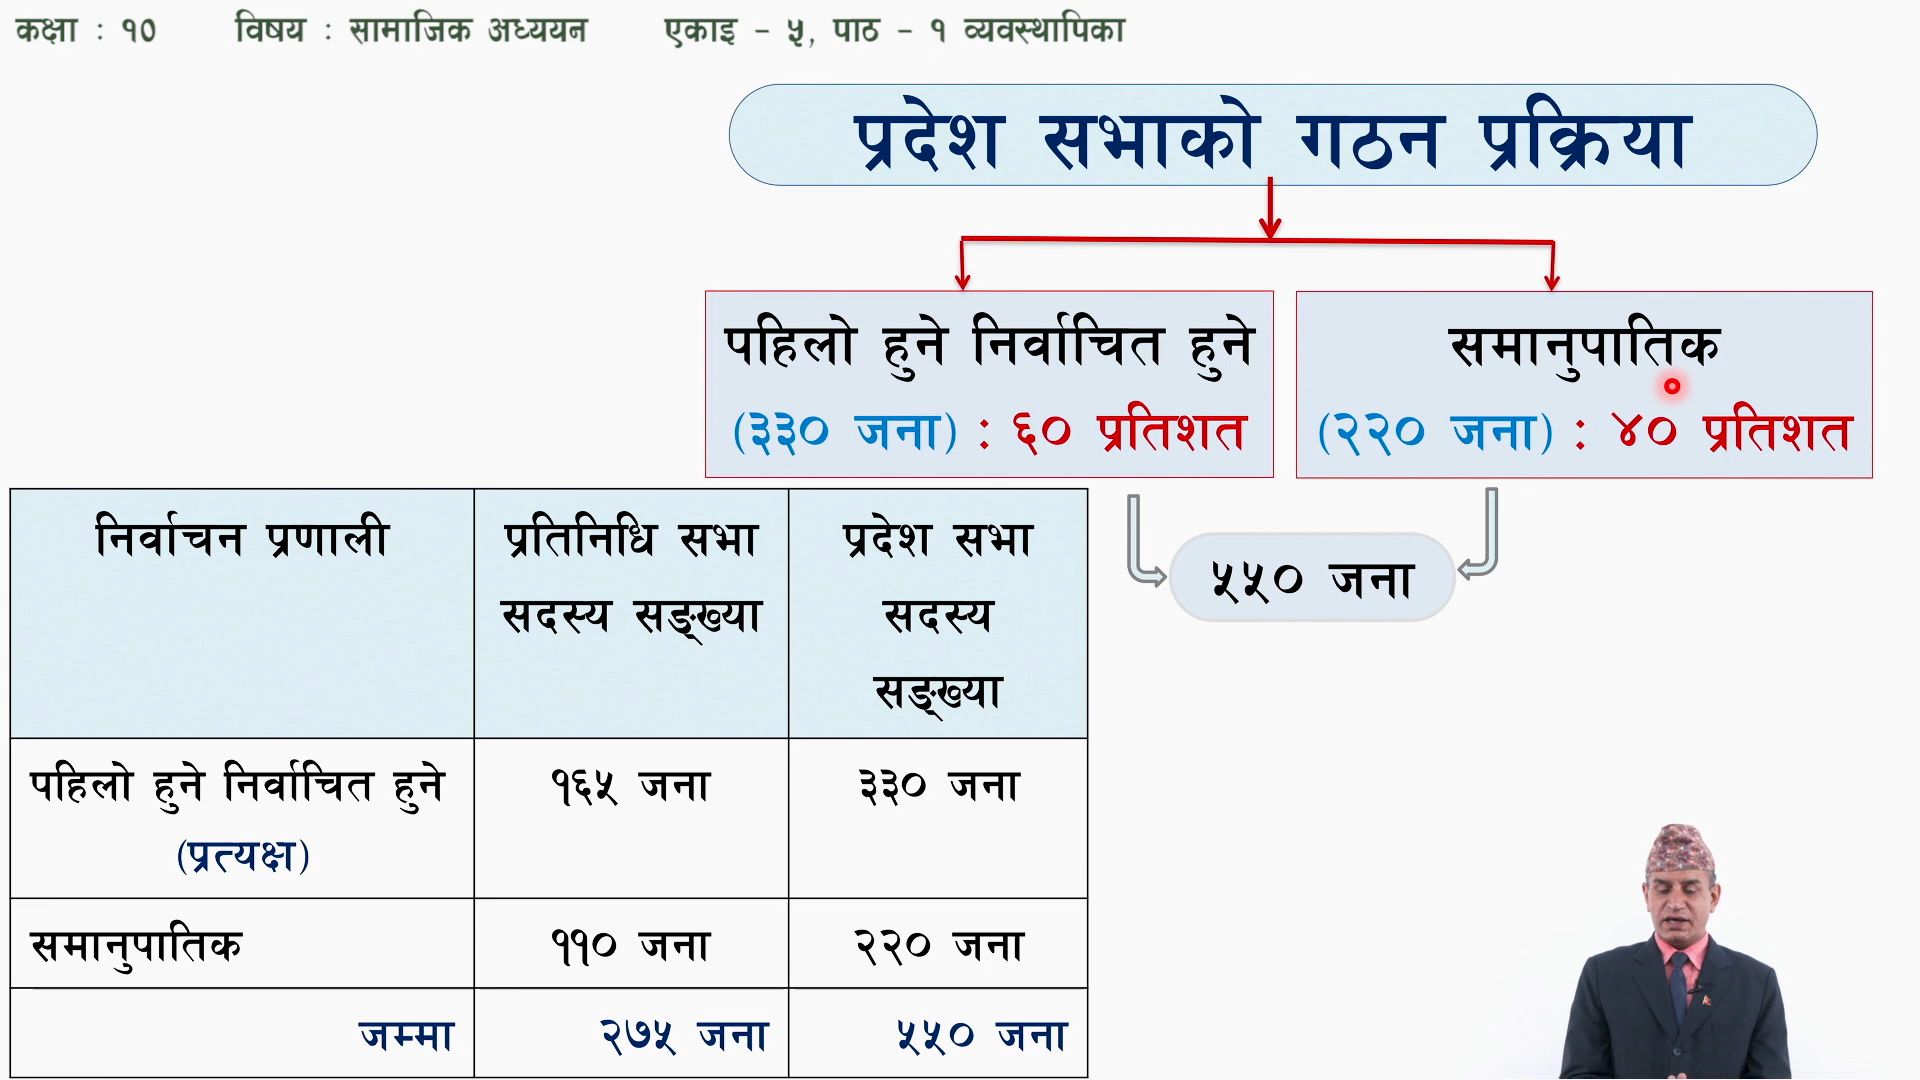 कक्षा : १० विषय : सामाजिक अध्ययन एकाइ - ५, पाठ - १ व्यवस्थापिका
प्रदेश सभाको गठन प्रक्रिया
पहिलो हुने निर्वाचित हुने
(३३० जना) : ६० प्रतिशत
समानुपातिक
(२२० जना) : ४० प्रतिशत
५५० जना
निर्वाचन प्रणाली
प्रतिनिधि सभा
सदस्य सङ्ख्या
प्रदेश सभा
सदस्य
सङ्ख्या
पहिलो हुने निर्वाचित हुने
(प्रत्यक्ष)
१६५ जना
३३० जना
समानुपातिक
११० जना
२२० जना
जम्मा
२७५ जना
५५० जना